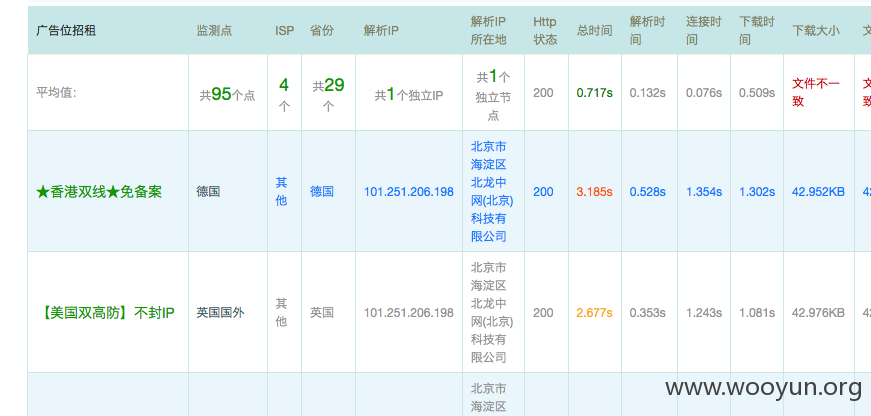 广告位招租 监测点 ISP 省份 解析IP 解析IP所在地 Http状态 总时间 解析时间 连接时间 下载时间 下载大小
平均值: 共95个点 4个 共29个 共1个独立IP 共1个独立节点 200 0.717s 0.132s 0.076s 0.509s 文件不一致
★香港双线★免备案 德国 其他 德国 101.251.206.198 北京市海淀区北龙中网(北京)科技有限公司 200 3.185s 0.528s 1.354s 1.302s 42.952KB 42
【美国双高防】不封IP 英国国外 其他 英国 101.251.206.198 北京市海淀区北龙中网(北京)科技有限公司 200 2.677s 0.353s 1.243s 1.081s 42.976KB 42
北京市海淀区
www.wooyun.org